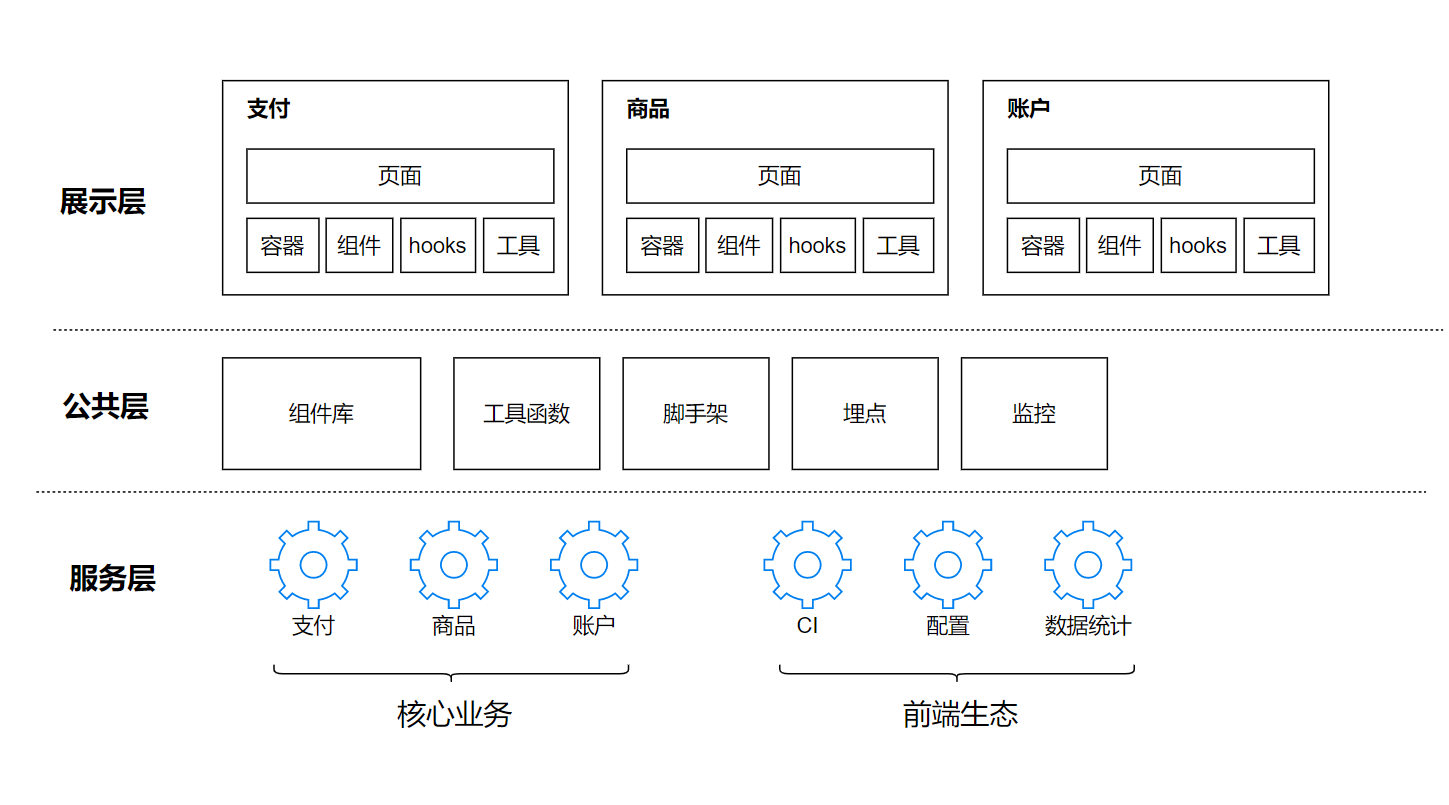 支付
商品
账户
页面
页面
页面
展示层
容器 组件 hooks 工具
容器 组件 hooks 工具
容器 组件 hooks 工具
公共层
组件库
工具函数
脚手架
埋点
监控
服务层
支付
商品
账户
CI
配置
数据统计
核心业务
前端生态